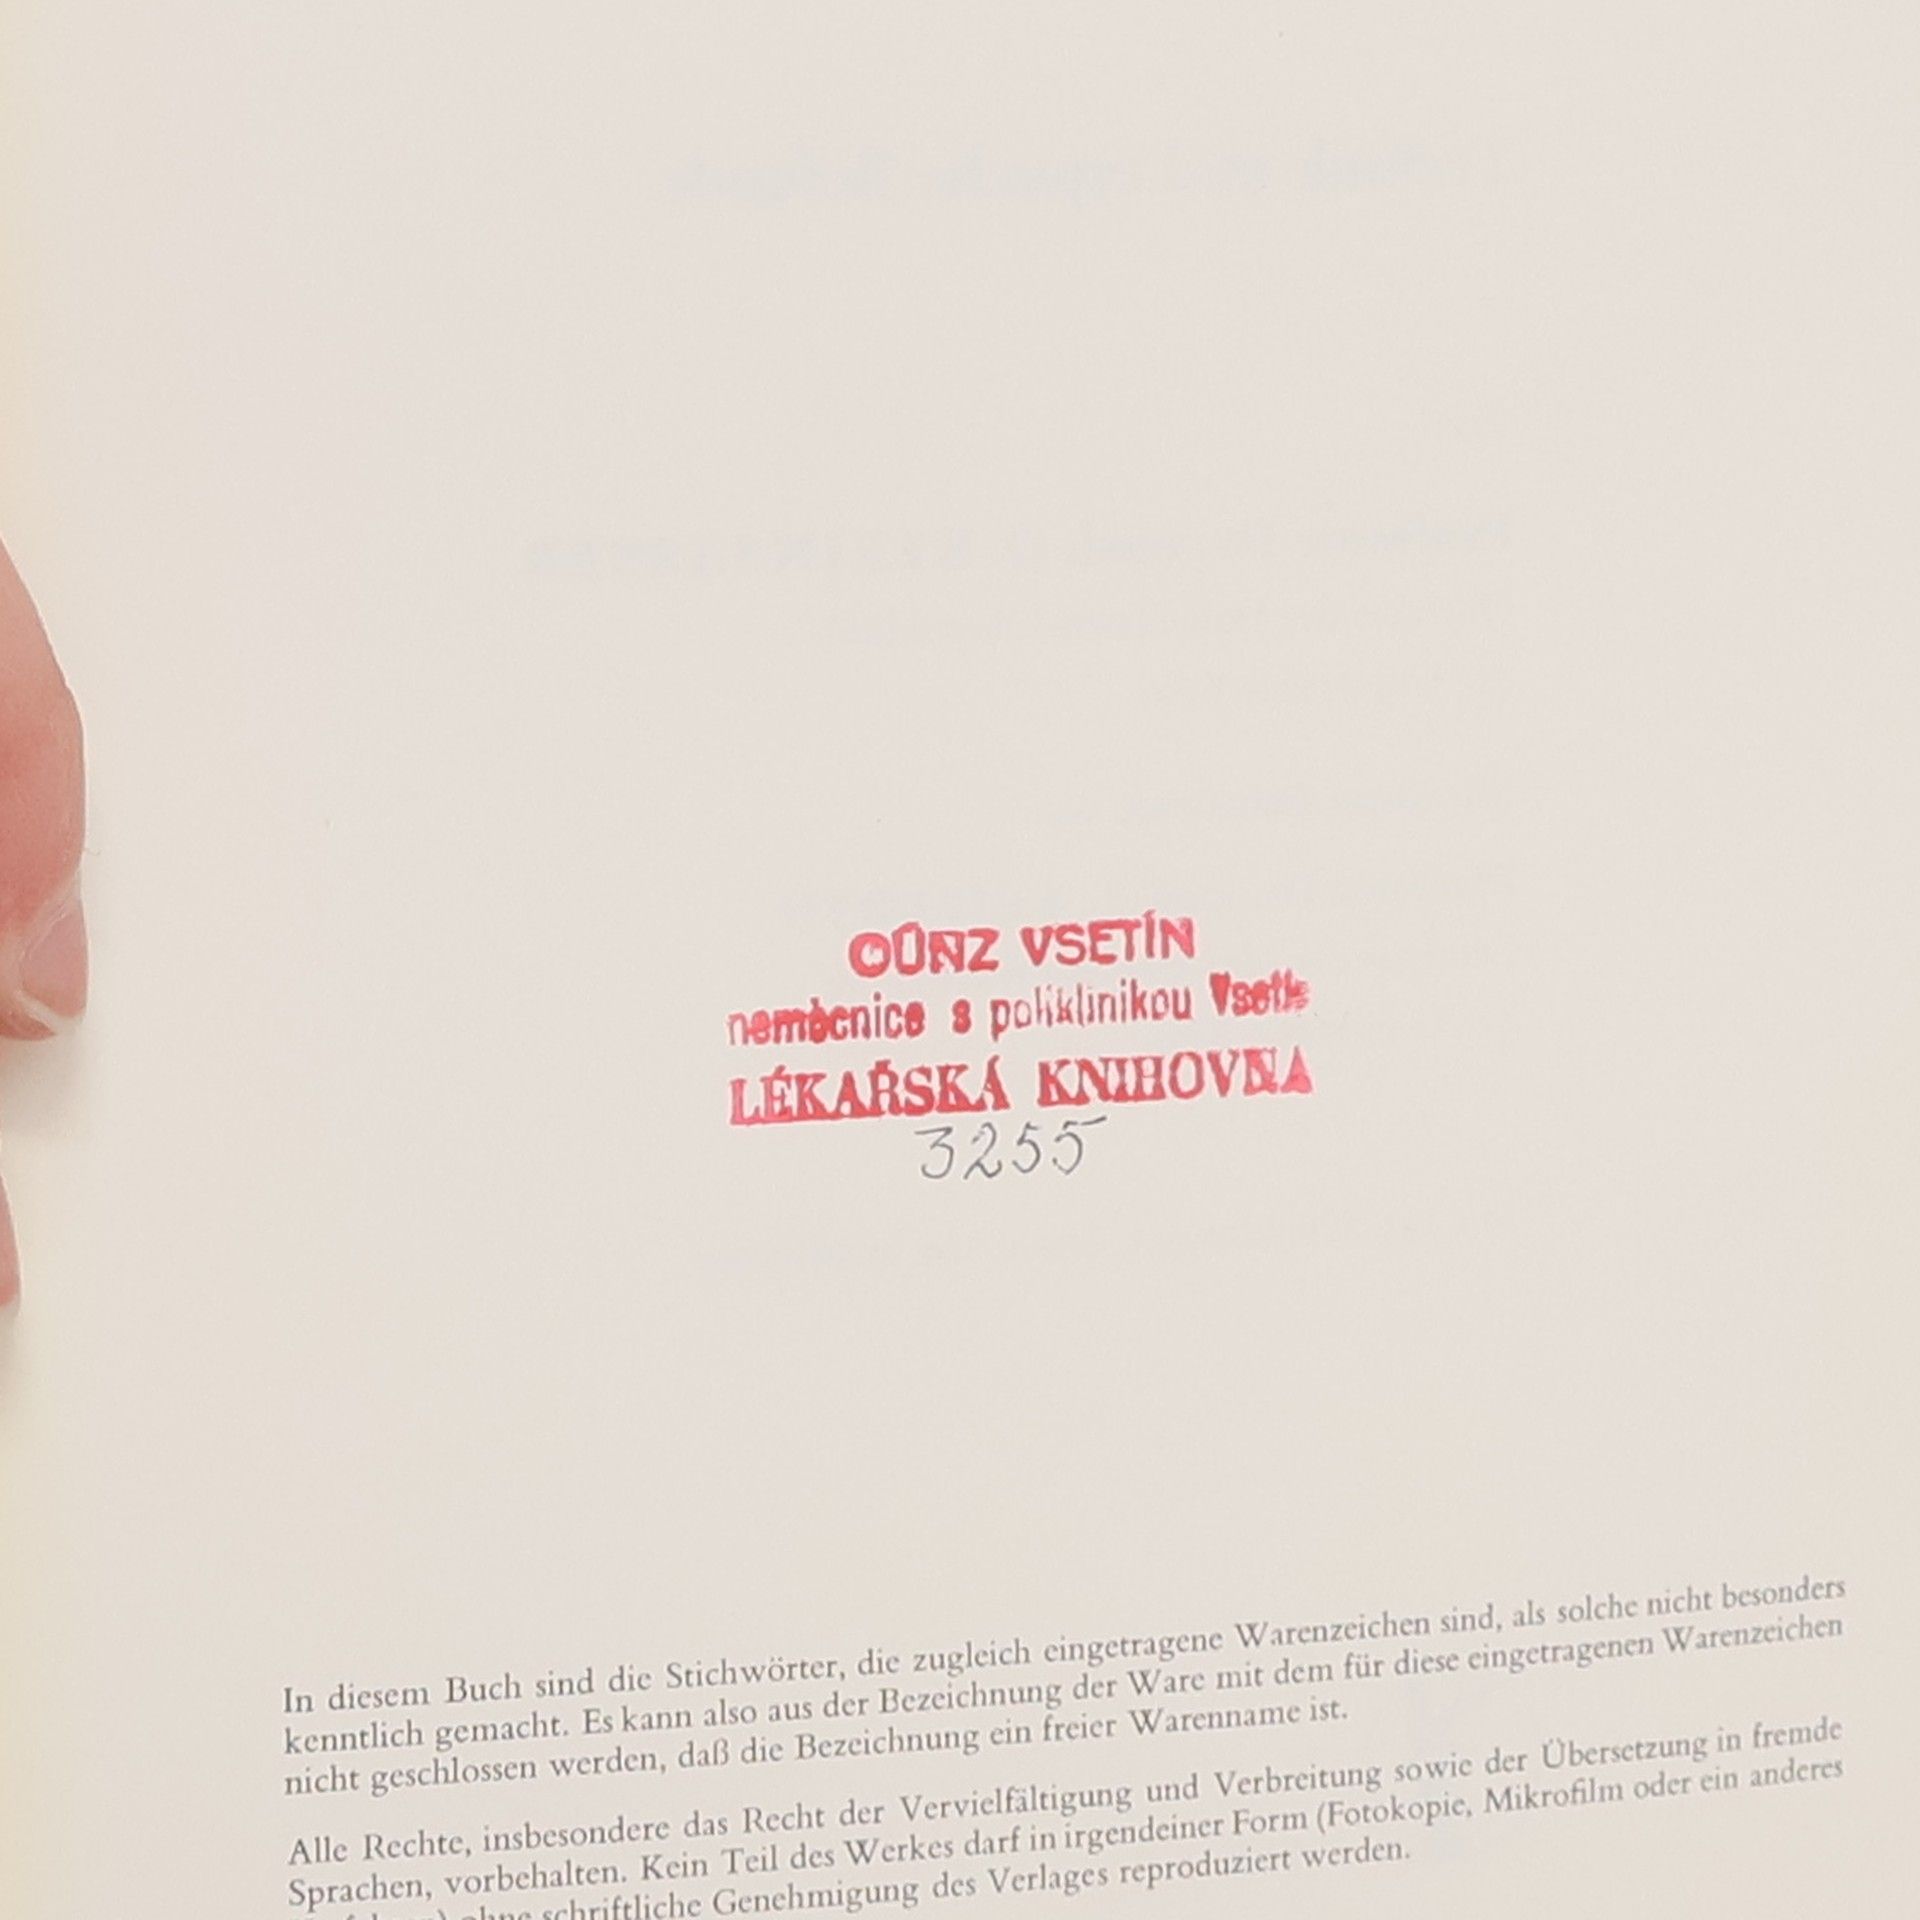 OÚNZ VSETÍN
nemocnice s poliklinikou Vsetín
LÉKAŘSKÁ KNIHOVNA
3255
In diesem Buch sind die Stichwörter, die zugleich eingetragene Warenzeichen sind, als solche nicht besonders
kenntlich gemacht. Es kann also aus der Bezeichnung der Ware mit dem für diese eingetragenen Warenzeichen
nicht geschlossen werden, daß die Bezeichnung ein freier Warenname ist.
Alle Rechte, insbesondere das Recht der Vervielfältigung und Verbreitung sowie der Übersetzung in fremde
Sprachen, vorbehalten. Kein Teil des Werkes darf in irgendeiner Form (Fotokopie, Mikrofilm oder ein anderes
ohne schriftliche Genehmigung des Verlages reproduziert werden.